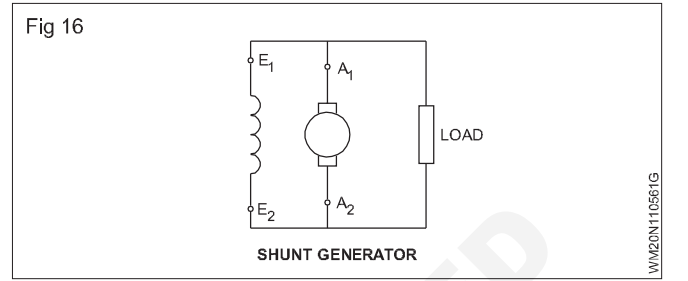 Fig 16
E1
A1
LOAD
E2
A2
SHUNT GENERATOR
WM20N110561G